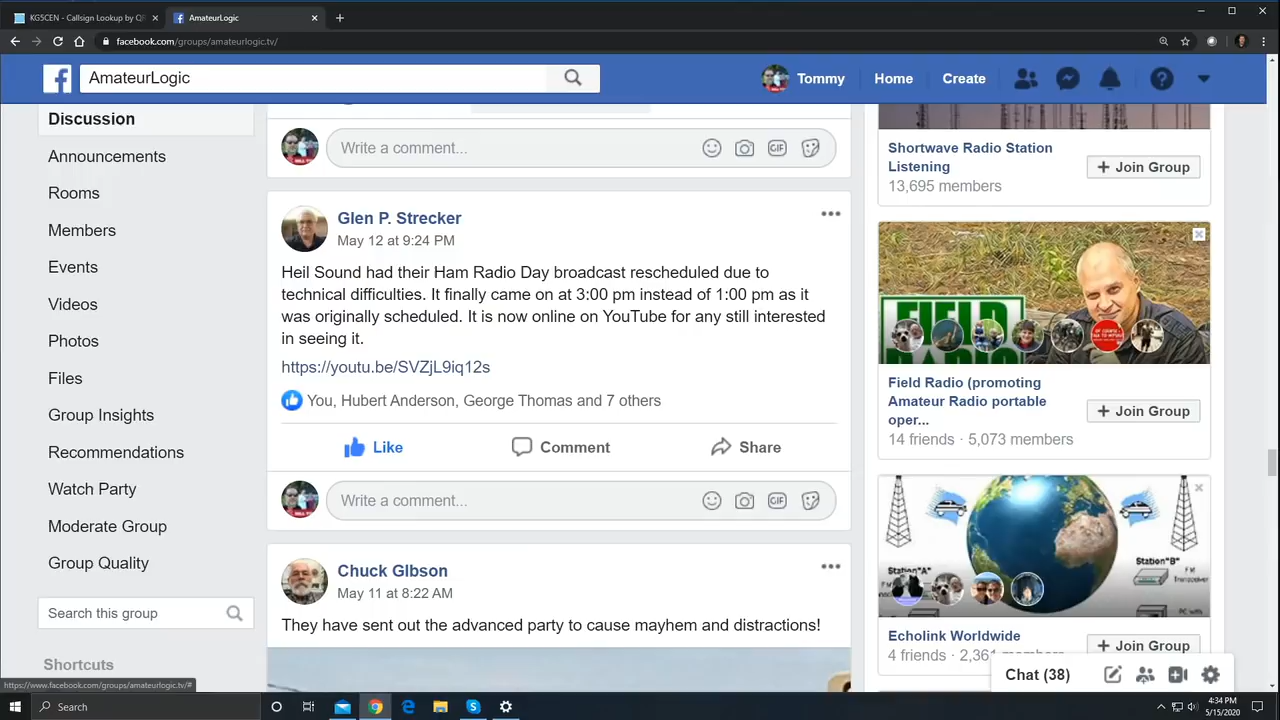 KG5CEN - Callsign Lookup by QR
AmateurLogic
facebook.com/groups/amateurlogic.tv/
AmateurLogic
Tommy
Home
Create
Discussion
Announcements
Rooms
Members
Events
Videos
Photos
Files
Group Insights
Recommendations
Watch Party
Moderate Group
Group Quality
Search this group
Shortcuts
https://www.facebook.com/groups/amateurlogic.tv/#
Write a comment...
GIF
Glen P. Strecker
May 12 at 9:24 PM
Heil Sound had their Ham Radio Day broadcast rescheduled due to
technical difficulties. It finally came on at 3:00 pm instead of 1:00 pm as it
was originally scheduled. It is now online on YouTube for any still interested
in seeing it.
https://youtu.be/SVZjL9iq12s
You, Hubert Anderson, George Thomas and 7 others
Like
Comment
Share
Write a comment...
GIF
Chuck GIbson
May 11 at 8:22 AM
They have sent out the advanced party to cause mayhem and distractions!
Shortwave Radio Station
Listening
13,695 members
+ Join Group
FIELD
RADIO
Field Radio (promoting
Amateur Radio portable
oper...
14 friends · 5,073 members
+ Join Group
Station"A"
Station"B"
FM
Transceiver
PC with
Echolink Worldwide
4 friends · 2,361 members
+ Join Group
Chat (38)
Search
4:34 PM
5/15/2020